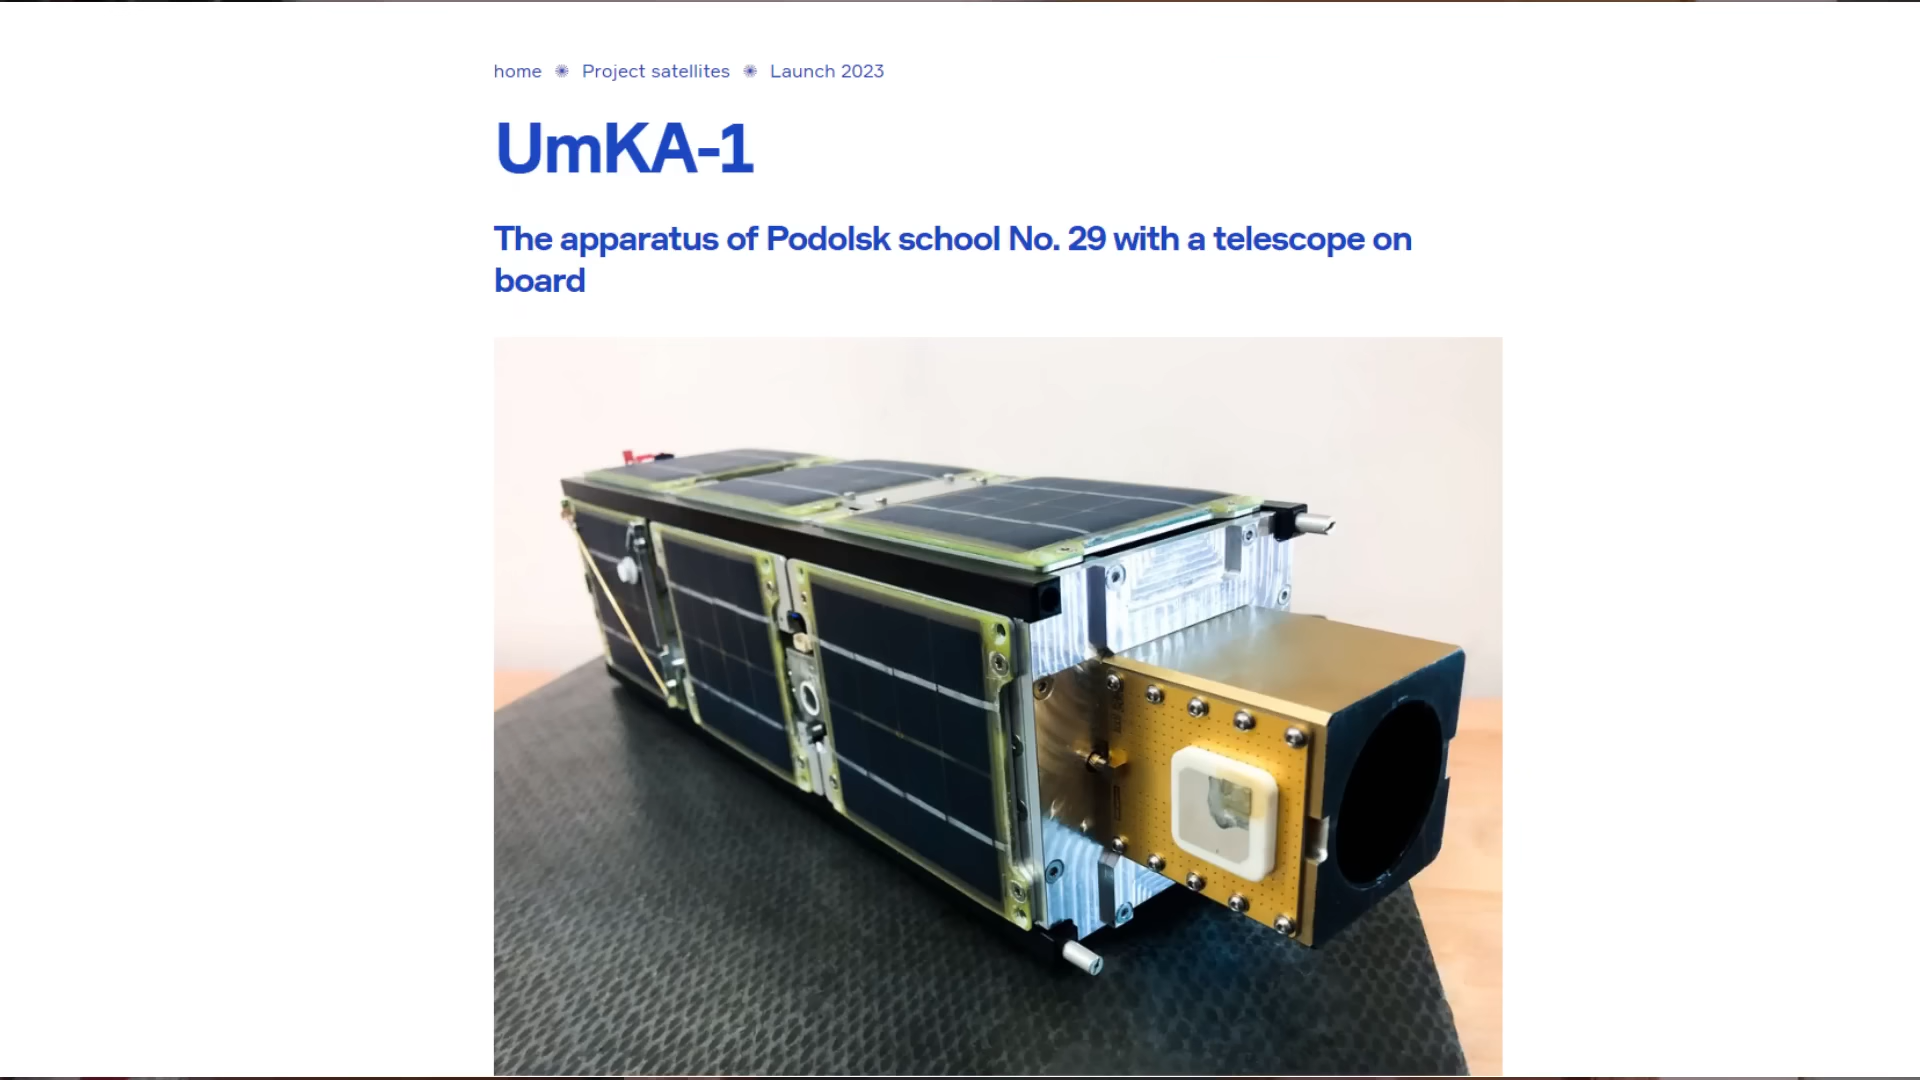 home Project satellites Launch 2023
UmKA-1
The apparatus of Podolsk school No. 29 with a telescope on
board